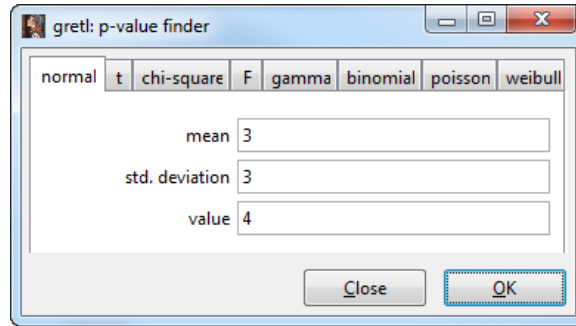 gretl: p-value finder
normal t chi-square F gamma binomial poisson weibull
mean 3
std. deviation 3
value 4
Close OK